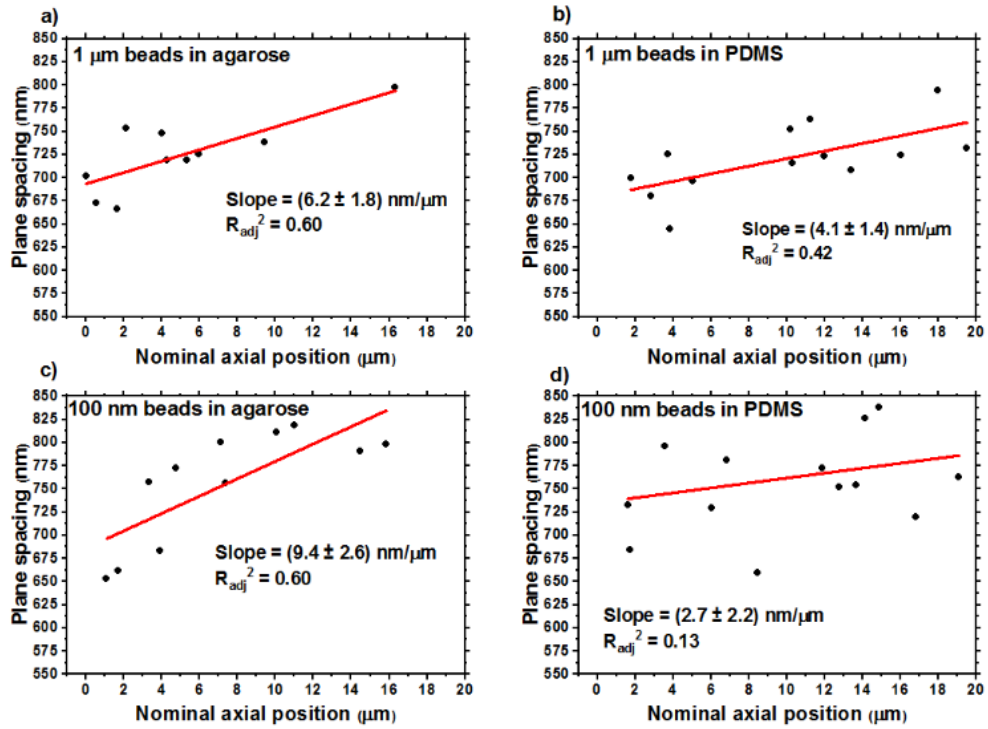 a)
1 μm beads in agarose
850
825
800
775
750
725
700
675
650
625
600
575
550
Plane spacing (nm)
Slope = (6.2 ± 1.8) nm/μm
R_adj² = 0.60
0 2 4 6 8 10 12 14 16 18 20
Nominal axial position (μm)
b)
1 μm beads in PDMS
850
825
800
775
750
725
700
675
650
625
600
575
550
Plane spacing (nm)
Slope = (4.1 ± 1.4) nm/μm
R_adj² = 0.42
0 2 4 6 8 10 12 14 16 18 20
Nominal axial position (μm)
c)
100 nm beads in agarose
850
825
800
775
750
725
700
675
650
625
600
575
550
Plane spacing (nm)
Slope = (9.4 ± 2.6) nm/μm
R_adj² = 0.60
0 2 4 6 8 10 12 14 16 18 20
Nominal axial position (μm)
d)
100 nm beads in PDMS
850
825
800
775
750
725
700
675
650
625
600
575
550
Plane spacing (nm)
Slope = (2.7 ± 2.2) nm/μm
R_adj² = 0.13
0 2 4 6 8 10 12 14 16 18 20
Nominal axial position (μm)